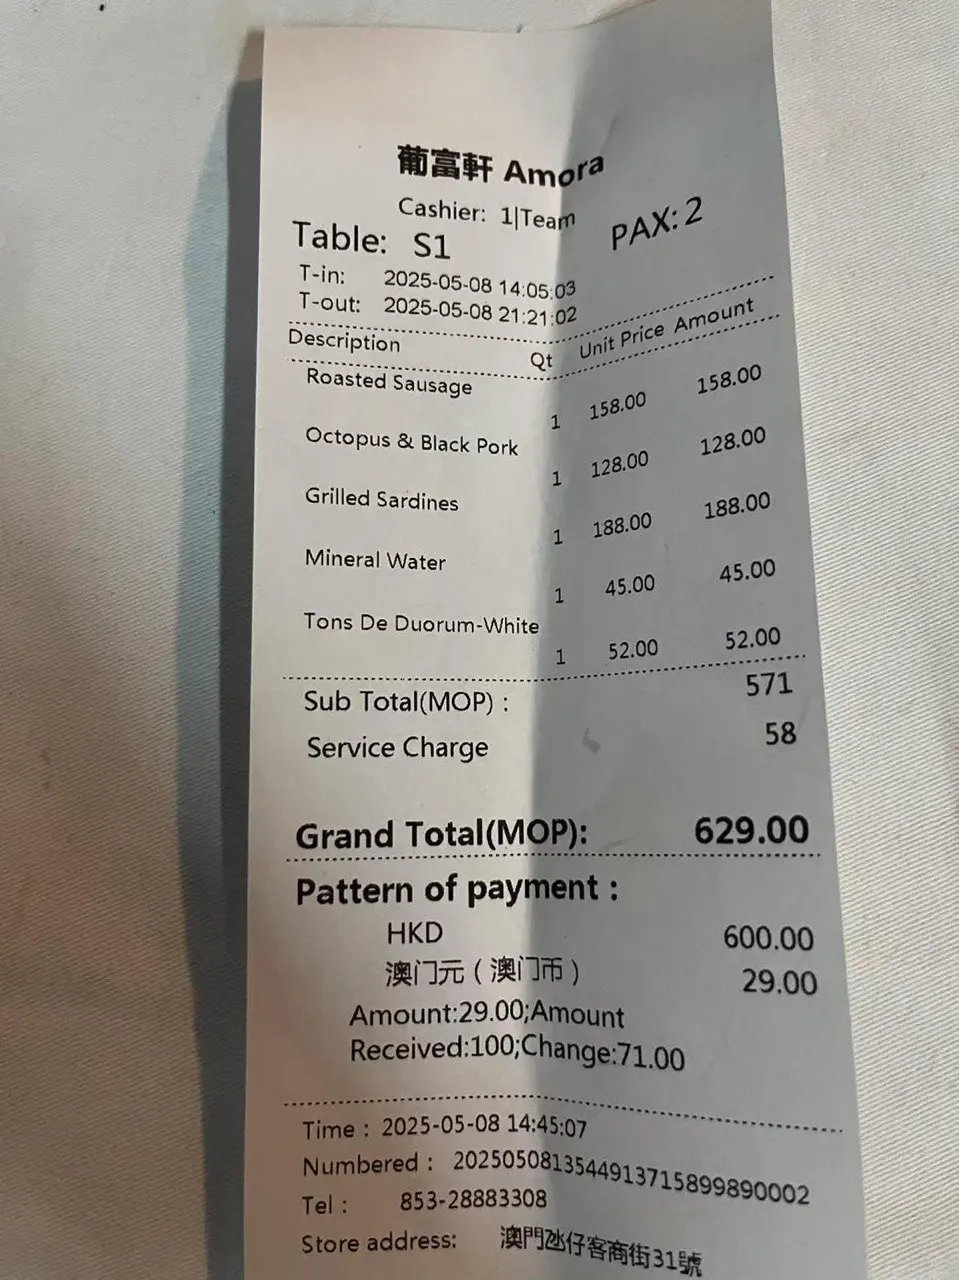 葡富軒 Amora
Cashier: 1|Team
PAX: 2
Table: S1
T-in: 2025-05-08 14:05:03
T-out: 2025-05-08 21:21:02
Description Qt Unit Price Amount
Roasted Sausage
1 158.00 158.00
Octopus & Black Pork
1 128.00 128.00
Grilled Sardines
1 188.00 188.00
Mineral Water
1 45.00 45.00
Tons De Duorum-White
1 52.00 52.00
Sub Total(MOP) : 571
Service Charge 58
Grand Total(MOP): 629.00
Pattern of payment :
HKD 600.00
澳门元（澳门币） 29.00
Amount:29.00;Amount
Received:100;Change:71.00
Time : 2025-05-08 14:45:07
Numbered : 2025050813544913715899890002
Tel : 853-28883308
Store address: 澳門氹仔客商街31號